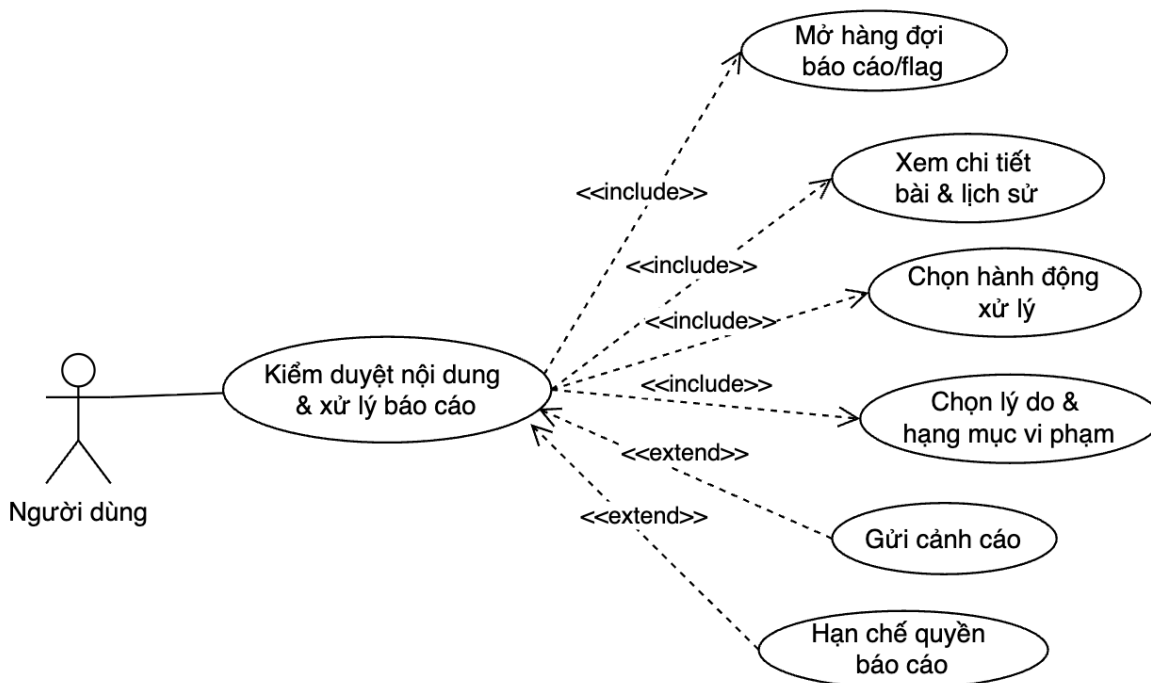 Mở hàng đợi
báo cáo/flag
<<include>>
Xem chi tiết
bài & lịch sử
<<include>>
Chọn hành động
xử lý
<<include>>
Kiểm duyệt nội dung
& xử lý báo cáo
<<include>>
Chọn lý do &
hạng mục vi phạm
<<extend>>
Người dùng
<<extend>>
Gửi cảnh cáo
Hạn chế quyền
báo cáo